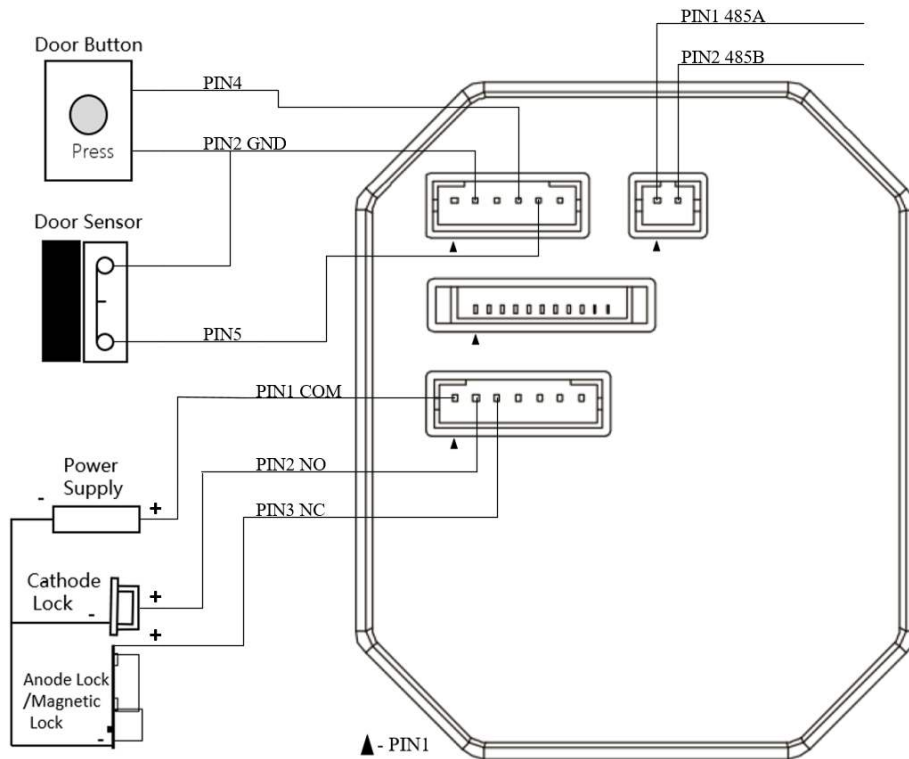 PIN1 485A
PIN2 485B
Door Button
PIN4
Press
PIN2 GND
Door Sensor
PIN5
PIN1 COM
Power
Supply
-
+
PIN2 NO
PIN3 NC
Cathode
Lock
-
+
+
Anode Lock
/Magnetic
Lock
-
▲ - PIN1